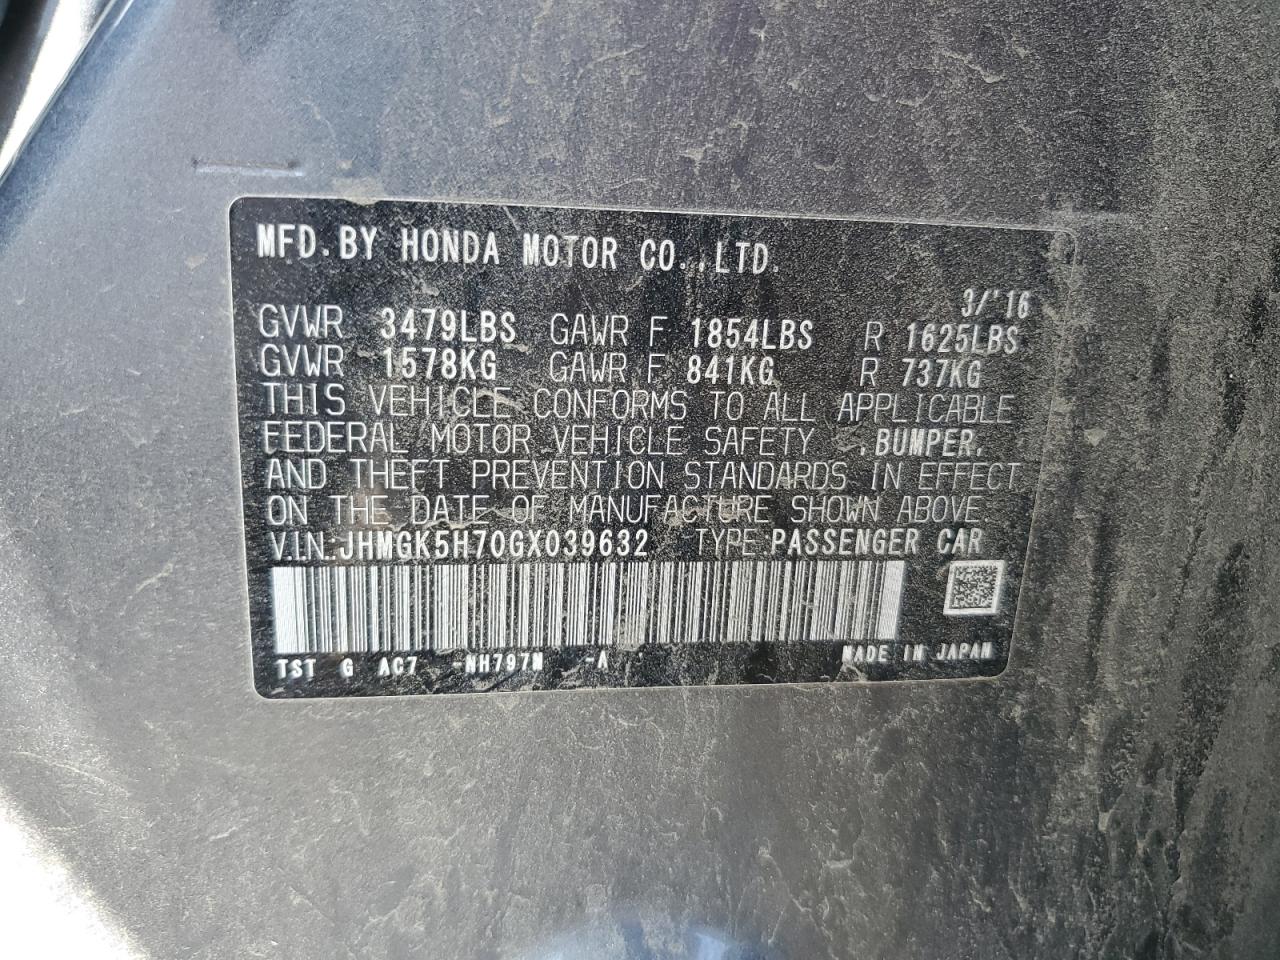 MFD.BY HONDA MOTOR CO.,LTD.
3/'16
GVWR 3479LBS GAWR F 1854LBS R 1625LBS
GVWR 1578KG GAWR F 841KG R 737KG
THIS VEHICLE CONFORMS TO ALL APPLICABLE
FEDERAL MOTOR VEHICLE SAFETY ,BUMPER,
AND THEFT PREVENTION STANDARDS IN EFFECT
ON THE DATE OF MANUFACTURE SHOWN ABOVE.
V.I.N.:JHMGK5H70GX039632 TYPE:PASSENGER CAR
TST G AC7 -NH797M -A MADE IN JAPAN